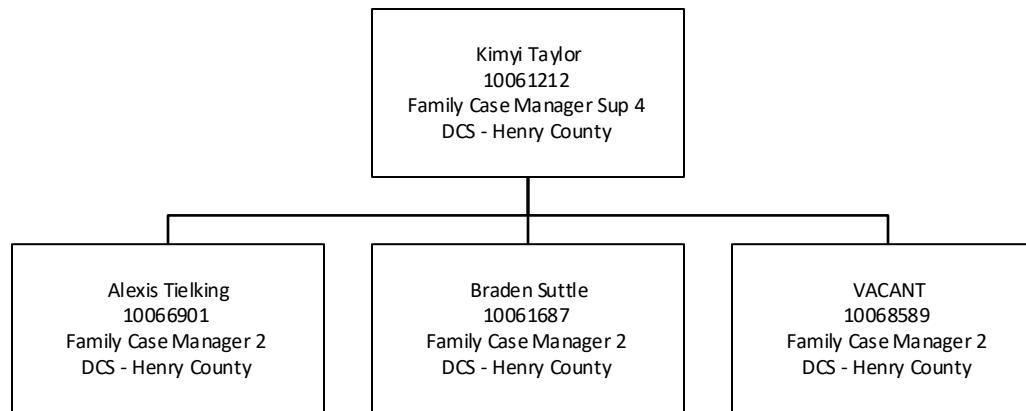 Kimyi Taylor
10061212
Family Case Manager Sup 4
DCS - Henry County
Alexis Tielking
10066901
Family Case Manager 2
DCS - Henry County
Braden Suttle
10061687
Family Case Manager 2
DCS - Henry County
VACANT
10068589
Family Case Manager 2
DCS - Henry County